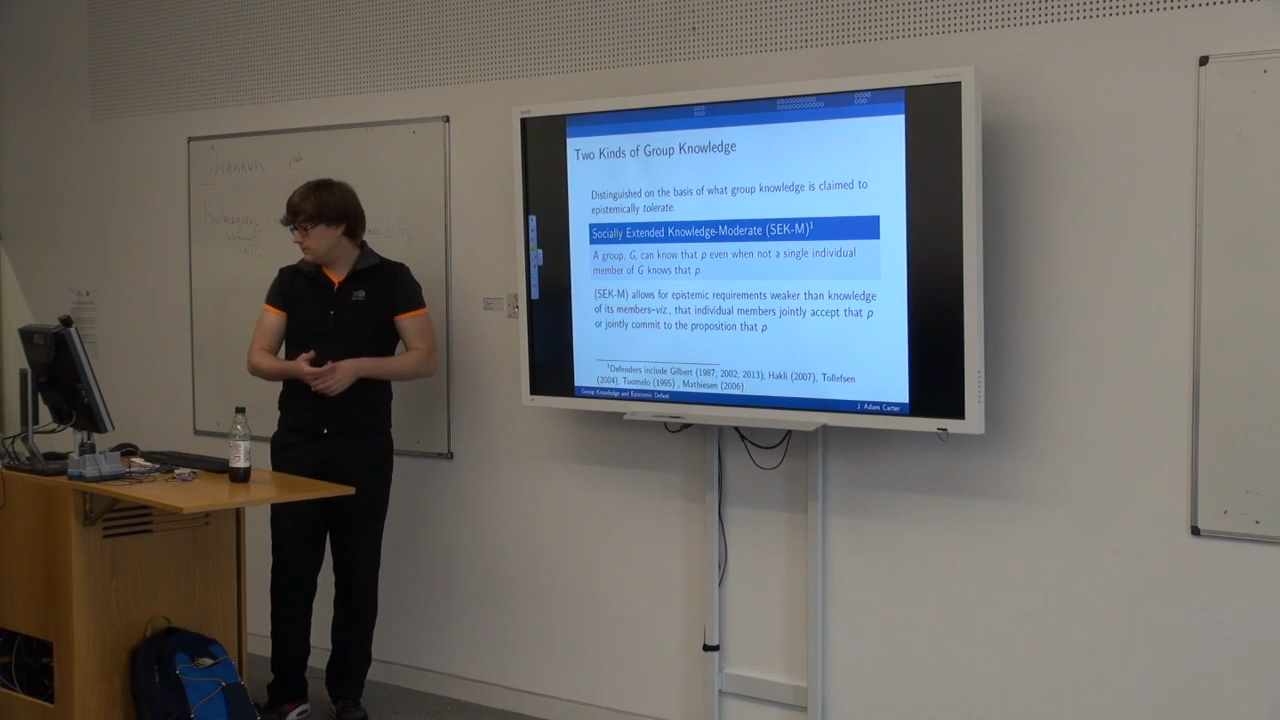 Shannon
Two Kinds of Group Knowledge
Distinguished on the basis of what group knowledge is claimed to
epistemically tolerate.
Socially Extended Knowledge-Moderate (SEK-M)1
A group, G, can know that p even when not a single individual
member of G knows that p
(SEK-M) allows for epistemic requirements weaker than knowledge
of its members–viz., that individual members jointly accept that p
or jointly commit to the proposition that p
1Defenders include Gilbert (1987; 2002; 2013), Hakli (2007), Tollefsen
(2004), Tuomelo (1995) , Mathiesen (2006).
Group Knowledge and Epistemic Defeat
J. Adam Carter